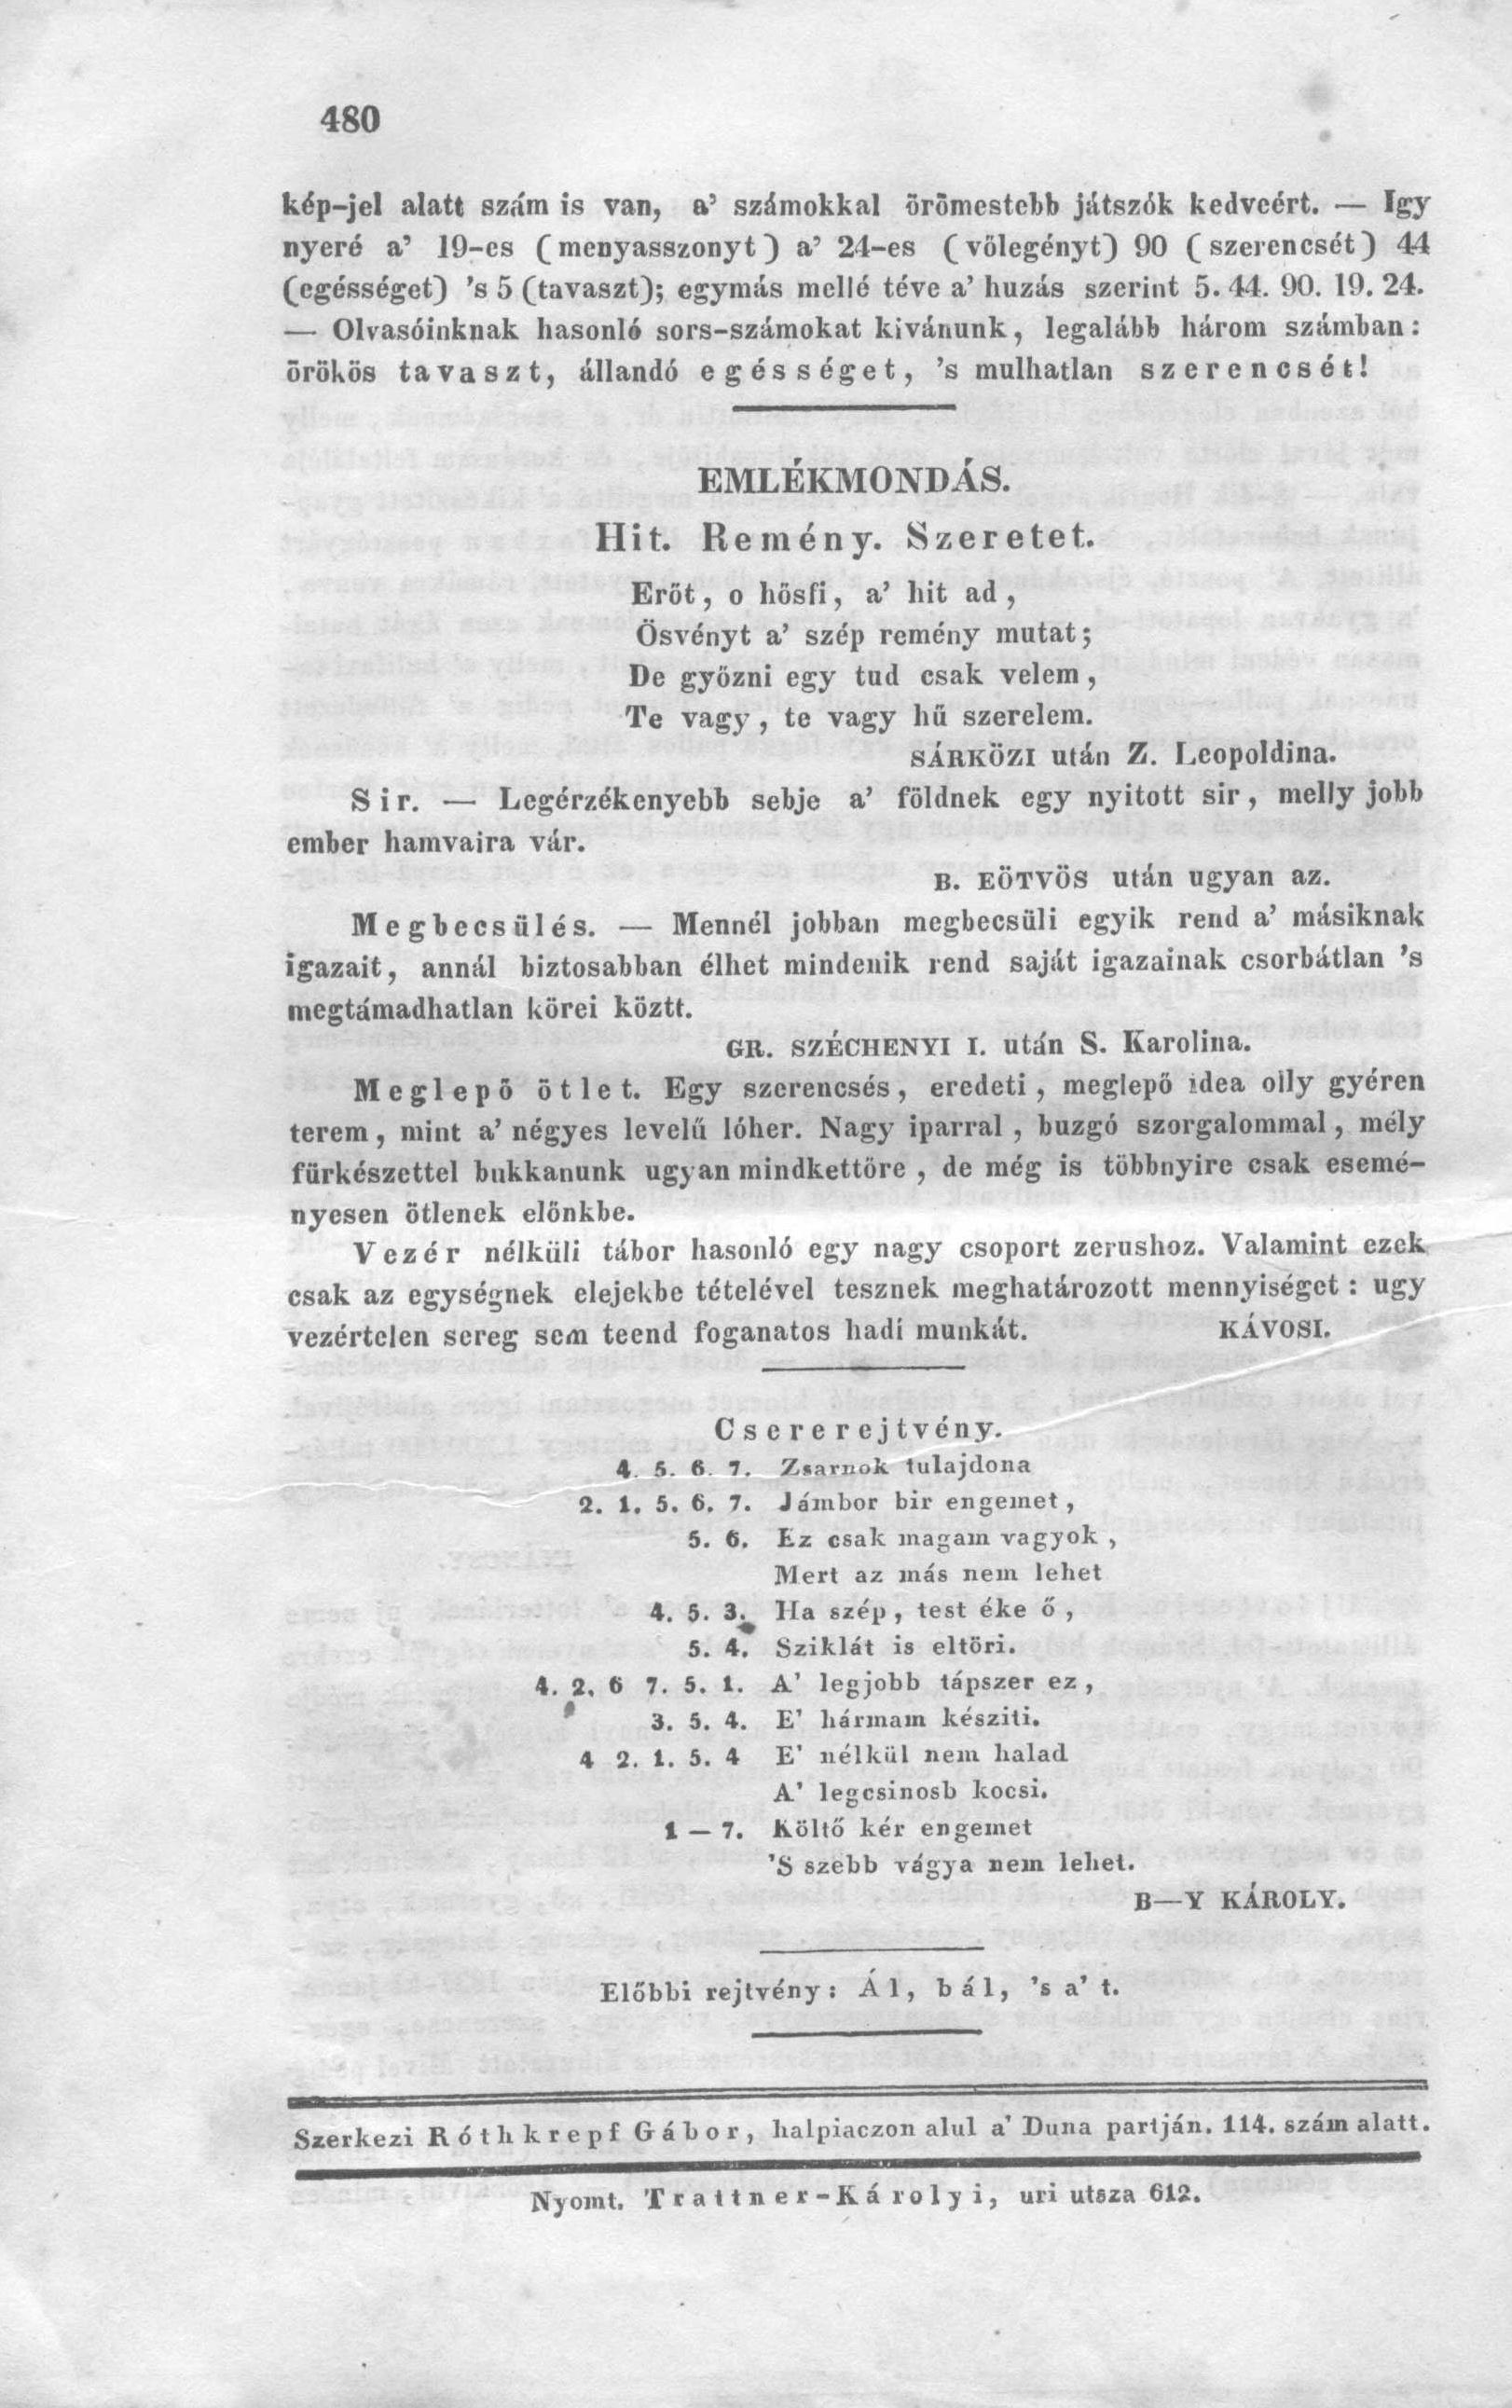 480
kép-jel alatt szám is van, a' számokkal örömestebb játszók kedveért. — Igy
nyeré a' 19-es (menyasszonyt) a' 24-es (võlegényt) 90 (szerencsét) 44
(egésséget) 's 5 (tavaszt); egymás mellé téve a' huzás szerint 5. 44. 90. 19. 24.
— Olvasóinknak hasonló sors-számokat kivánunk, legalább három számban:
örökös tavaszt, állandó egésséget, 's mulhatlan szerencsét!
EMLÉKMONDÁS.
Hit. Remény. Szeretet.
Erõt, o hõsfi, a' hit ad,
Ösvényt a' szép remény mutat;
De gyõzni egy tud csak velem,
Te vagy, te vagy hû szerelem.
SÁRKÖZI után Z. Leopoldina.
Sir. — Legérzékenyebb sebje a' földnek egy nyitott sir, melly jobb
ember hamvaira vár.
B. EÖTVÖS után ugyan az.
Megbecsülés. — Mennél jobban megbecsüli egyik rend a' másiknak
igazait, annál biztosabban élhet mindenik rend saját igazainak csorbátlan 's
megtámadhatlan körei köztt.
GR. SZÉCHENYI I. után S. Karolina.
Meglepõ ötlet. Egy szerencsés, eredeti, meglepõ idea olly gyéren
terem, mint a' négyes levelû lóher. Nagy iparral, buzgó szorgalommal, mély
fürkészettel bukkanunk ugyan mindkettõre, de még is többnyire csak esemé-
nyesen ötlenek elõnkbe.
Vezér nélküli tábor hasonló egy nagy csoport zerushoz. Valamint ezek
csak az egységnek elejekbe tételével tesznek meghatározott mennyiséget: ugy
vezértelen sereg sem teend foganatos hadi munkát. KÁVOSI.
Csererejtvény.
4. 5. 6. 7. Zsarnok tulajdona
2. 1. 5. 6. 7. Jámbor bir engemet,
5. 6. Ez csak magam vagyok,
Mert az más nem lehet
4. 5. 3. Ha szép, test éke ő,
5. 4. Sziklát is eltöri.
4. 2. 6 7. 5. 1. A' legjobb tápszer ez,
3. 5. 4. E' hármam késziti.
4 2. 1. 5. 4 E' nélkül nem halad
A' legcsinosb kocsi.
1 — 7. Költő kér engemet
'S szebb vágya nem lehet.
B—Y KÁROLY.
Előbbi rejtvény: Ál, bál, 's a' t.
Szerkezi Róthkrepf Gábor, halpiaczon alul a' Duna partján. 114. szám alatt.
Nyomt. Trattner-Károlyi, uri utsza 612.